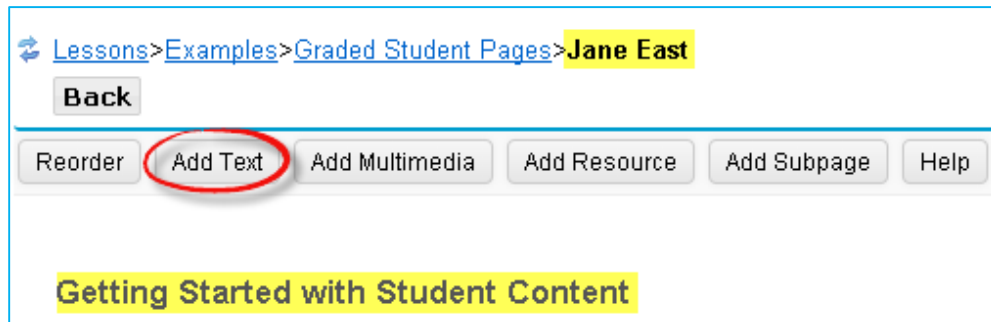 Lessons>Examples>Graded Student Pages>Jane East
Back
Reorder Add Text Add Multimedia Add Resource Add Subpage Help
Getting Started with Student Content